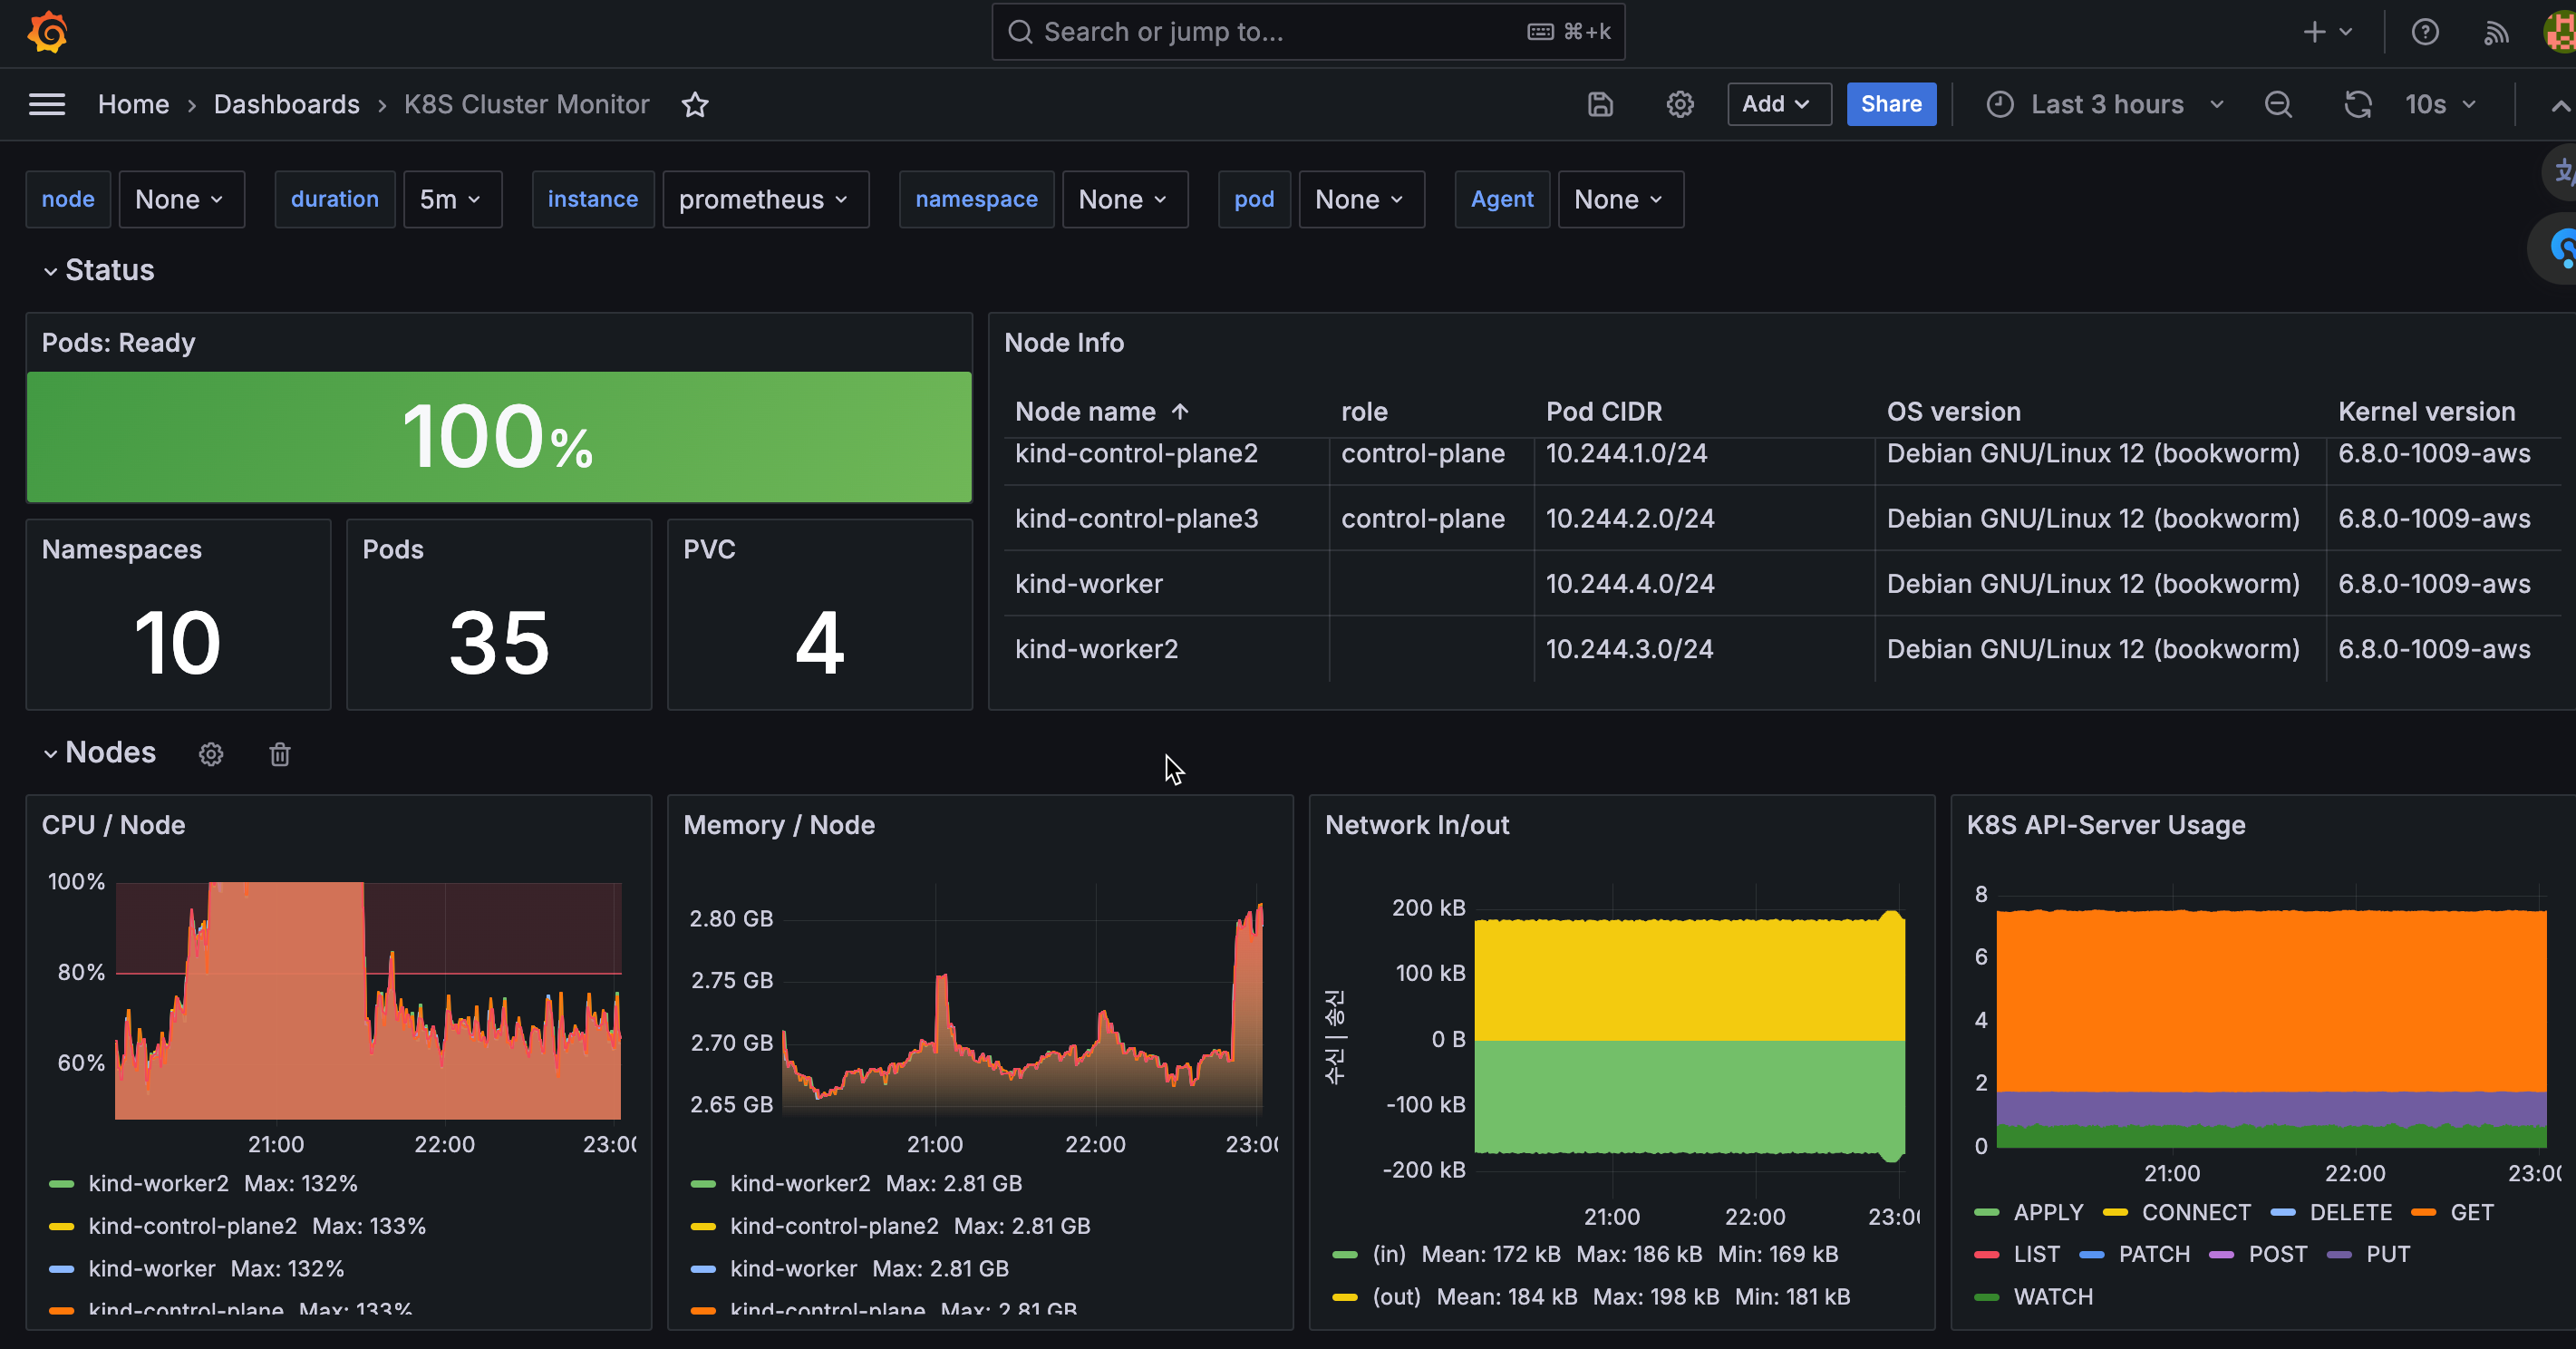 Search or jump to...
⌘+k
Home › Dashboards › K8S Cluster Monitor
Add
Share
Last 3 hours
10s
node None
duration 5m
instance prometheus
namespace None
pod None
Agent None
Status
Pods: Ready
100%
Namespaces
10
Pods
35
PVC
4
Node Info
Node name ↑ role Pod CIDR OS version Kernel version
kind-control-plane2 control-plane 10.244.1.0/24 Debian GNU/Linux 12 (bookworm) 6.8.0-1009-aws
kind-control-plane3 control-plane 10.244.2.0/24 Debian GNU/Linux 12 (bookworm) 6.8.0-1009-aws
kind-worker 10.244.4.0/24 Debian GNU/Linux 12 (bookworm) 6.8.0-1009-aws
kind-worker2 10.244.3.0/24 Debian GNU/Linux 12 (bookworm) 6.8.0-1009-aws
Nodes
CPU / Node
100%
80%
60%
21:00 22:00
kind-worker2 Max: 132%
kind-control-plane2 Max: 133%
kind-worker Max: 132%
kind-control-plane Max: 133%
Memory / Node
2.80 GB
2.75 GB
2.70 GB
2.65 GB
21:00 22:00
kind-worker2 Max: 2.81 GB
kind-control-plane2 Max: 2.81 GB
kind-worker Max: 2.81 GB
kind-control-plane Max: 2.81 GB
Network In/out
수신 | 송신
200 kB
100 kB
0 B
-100 kB
-200 kB
21:00 22:00
(in) Mean: 172 kB Max: 186 kB Min: 169 kB
(out) Mean: 184 kB Max: 198 kB Min: 181 kB
K8S API-Server Usage
8
6
4
2
0
21:00 22:00
APPLY CONNECT DELETE GET
LIST PATCH POST PUT
WATCH